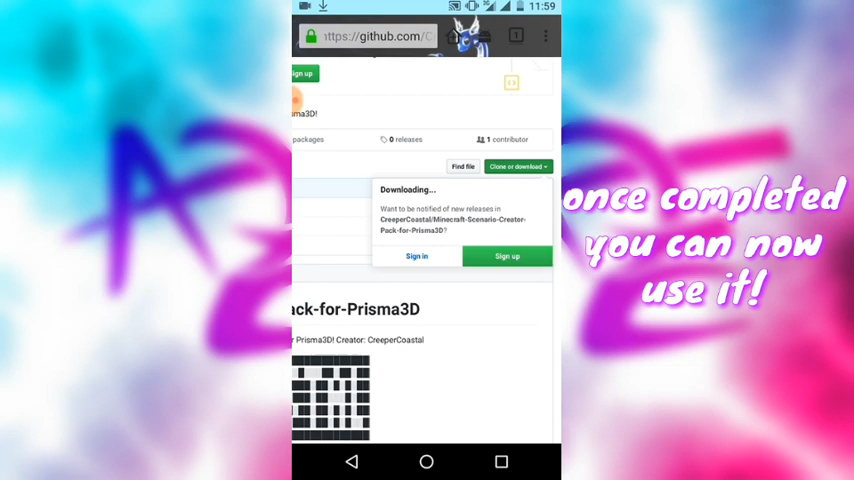 11:59
https://github.com/C
1
sign up
ma3D!
packages
0 releases
1 contributor
Find file
Clone or download
Downloading...
Want to be notified of new releases in
CreeperCoastal/Minecraft-Scenario-Creator-
Pack-for-Prisma3D?
Sign in
Sign up
ack-for-Prisma3D
r Prisma3D! Creator: CreeperCoastal
once completed
you can now
use it!